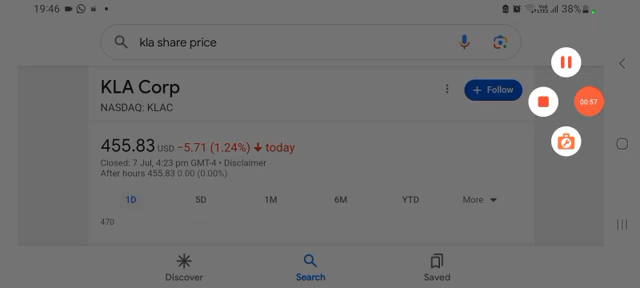 19:46 38%
kla share price
KLA Corp
NASDAQ: KLAC
Follow
00:57
455.83 USD −5.71 (1.24%) today
Closed: 7 Jul, 4:23 pm GMT-4 • Disclaimer
After hours 455.83 0.00 (0.00%)
1D 5D 1M 6M YTD More
470
Discover Search Saved